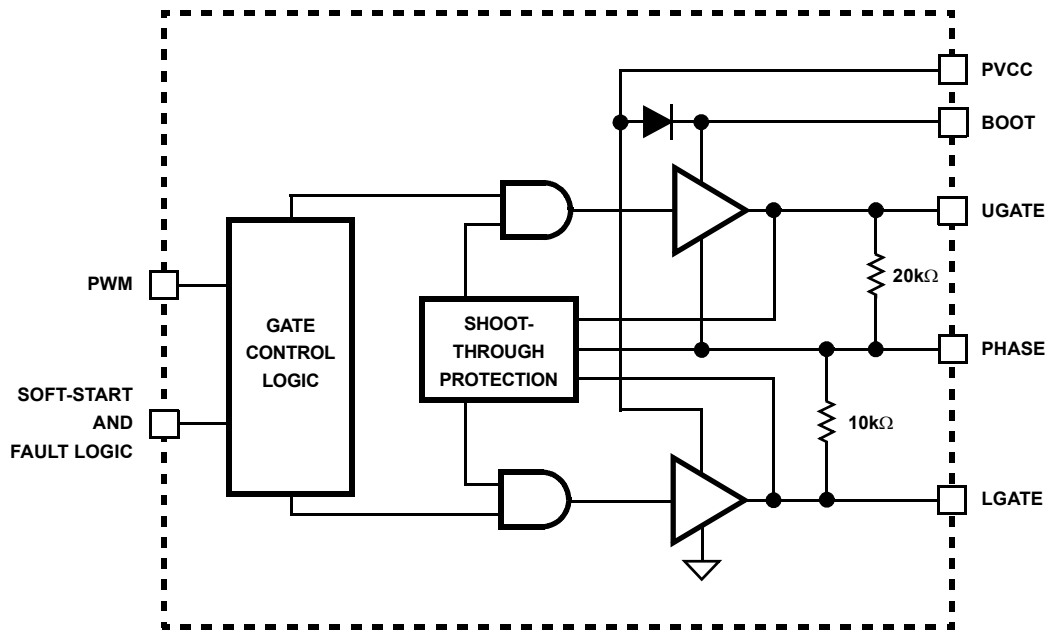 PVCC
BOOT
UGATE
PWM
20kΩ
GATE
CONTROL
LOGIC
SHOOT-
THROUGH
PROTECTION
PHASE
SOFT-START
AND
FAULT LOGIC
10kΩ
LGATE